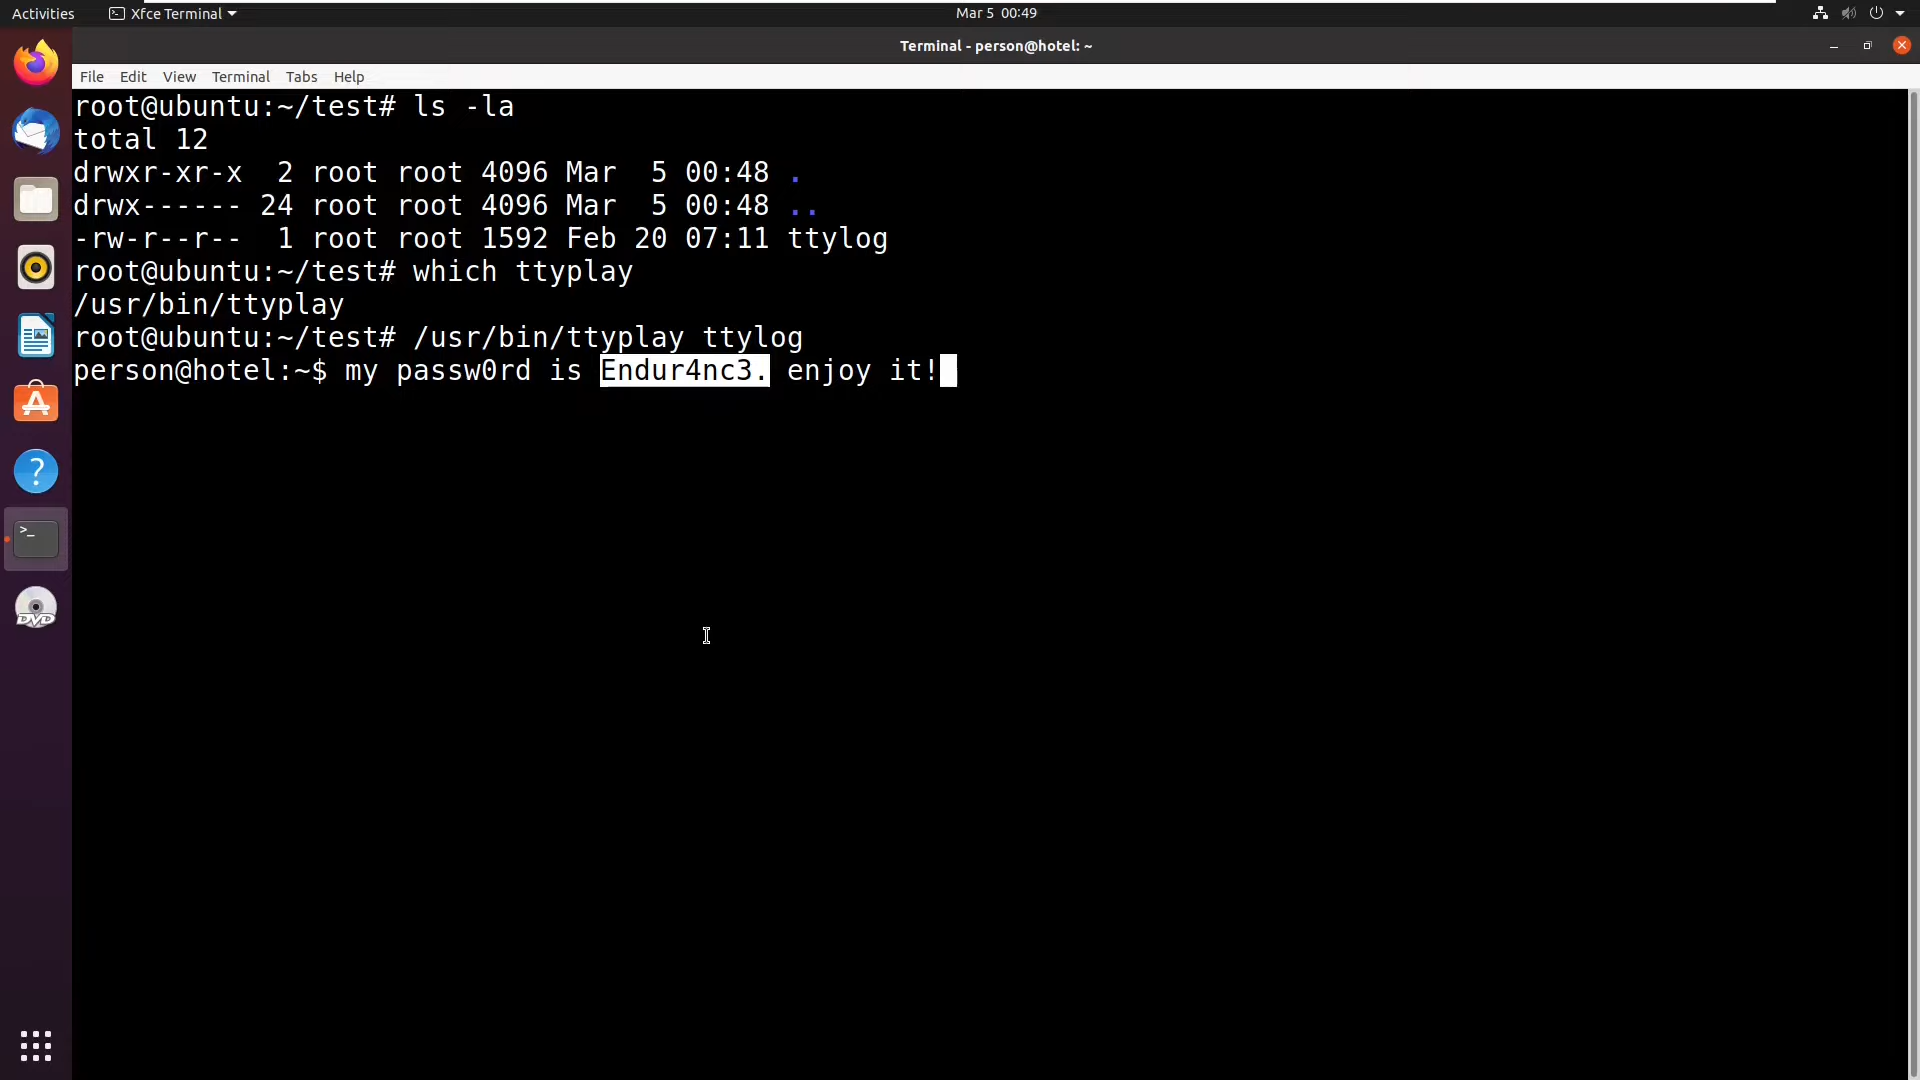 Activities Xfce Terminal Mar 5 00:49
Terminal - person@hotel: ~
File Edit View Terminal Tabs Help
root@ubuntu:~/test# ls -la
total 12
drwxr-xr-x  2 root root 4096 Mar  5 00:48 .
drwx------ 24 root root 4096 Mar  5 00:48 ..
-rw-r--r--  1 root root 1592 Feb 20 07:11 ttylog
root@ubuntu:~/test# which ttyplay
/usr/bin/ttyplay
root@ubuntu:~/test# /usr/bin/ttyplay ttylog
person@hotel:~$ my passw0rd is Endur4nc3. enjoy it!
?
>_
DVD